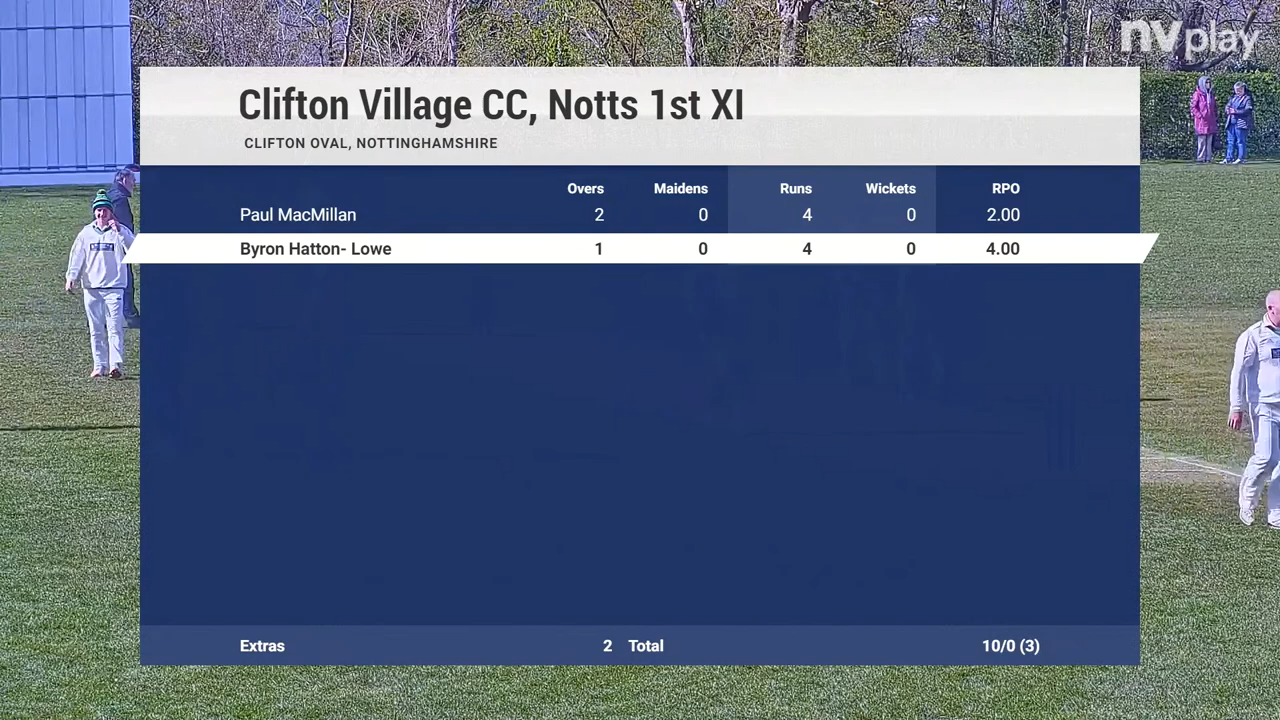 nvplay
Clifton Village CC, Notts 1st XI
CLIFTON OVAL, NOTTINGHAMSHIRE
Overs Maidens Runs Wickets RPO
Paul MacMillan 2 0 4 0 2.00
Byron Hatton- Lowe 1 0 4 0 4.00
Extras 2 Total 10/0 (3)